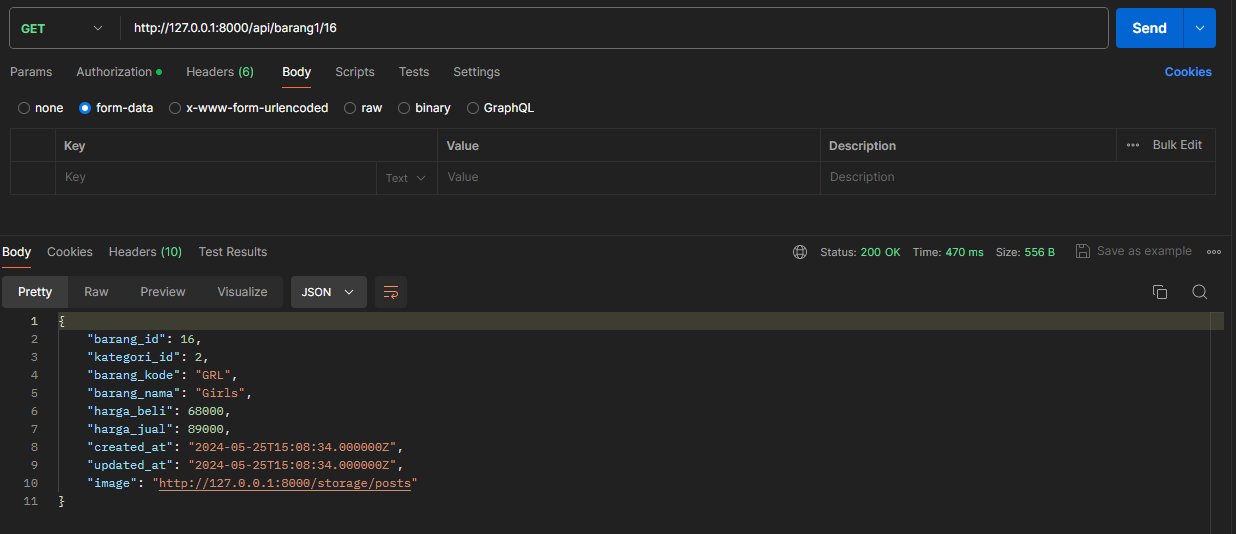 GET http://127.0.0.1:8000/api/barang1/16 Send
Params Authorization Headers (6) Body Scripts Tests Settings Cookies
none form-data x-www-form-urlencoded raw binary GraphQL
Key Value Description ••• Bulk Edit
Key Text Value Description
Body Cookies Headers (10) Test Results Status: 200 OK Time: 470 ms Size: 556 B Save as example
Pretty Raw Preview Visualize JSON
1 {
2 "barang_id": 16,
3 "kategori_id": 2,
4 "barang_kode": "GRL",
5 "barang_nama": "Girls",
6 "harga_beli": 68000,
7 "harga_jual": 89000,
8 "created_at": "2024-05-25T15:08:34.000000Z",
9 "updated_at": "2024-05-25T15:08:34.000000Z",
10 "image": "http://127.0.0.1:8000/storage/posts"
11 }